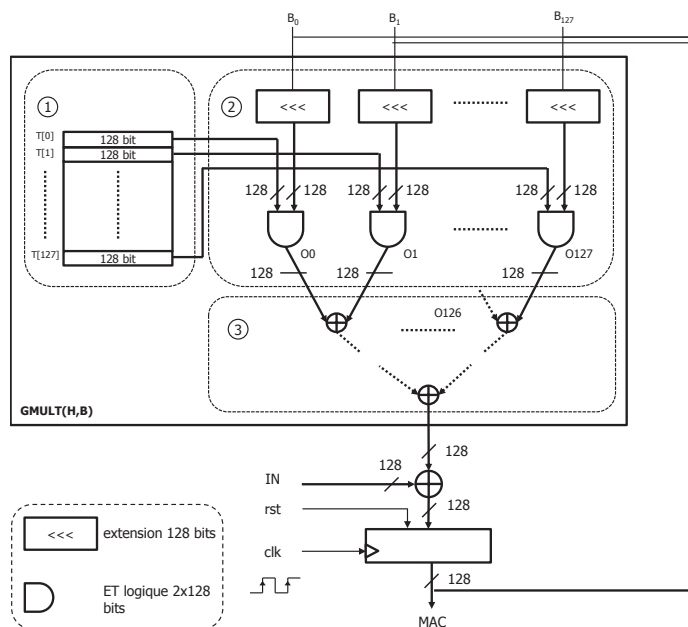 B0 B1 B127
1 2
<<< <<< <<<
T[0] 128 bit
T[1] 128 bit
128 128 128 128 128 128
T[127] 128 bit
O0 O1 O127
128 128 128
3 O126
GMULT(H,B)
128
IN 128
rst 128
<<< extension 128 bits
clk
ET logique 2x128
bits
128
MAC